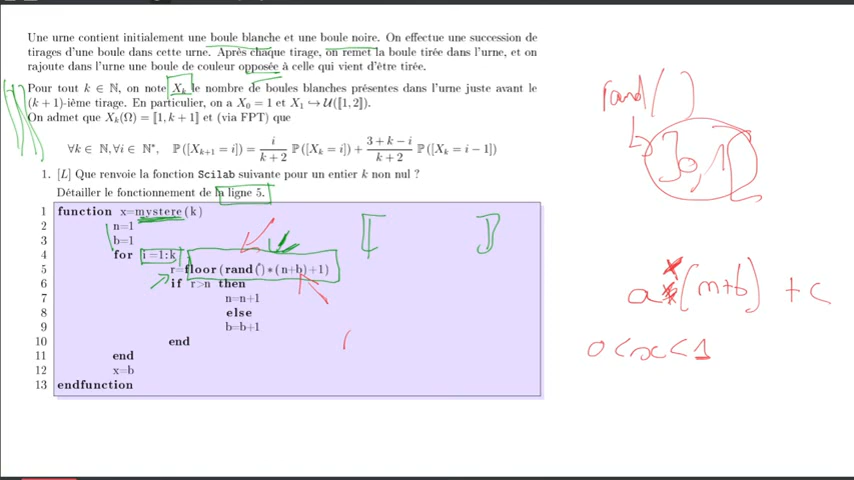 Une urne contient initialement une boule blanche et une boule noire. On effectue une succession de
tirages d'une boule dans cette urne. Après chaque tirage, on remet la boule tirée dans l'urne, et on
rajoute dans l'urne une boule de couleur opposée à celle qui vient d'être tirée.
Pour tout k ∈ ℕ, on note X_k le nombre de boules blanches présentes dans l'urne juste avant le
(k + 1)-ième tirage. En particulier, on a X_0 = 1 et X_1 ↪ U(⟦1, 2⟧).
On admet que X_k(Ω) = ⟦1, k + 1⟧ et (via FPT) que
∀k ∈ ℕ, ∀i ∈ ℕ*, ℙ([X_{k+1} = i]) = i/(k + 2) ℙ([X_k = i]) + (3 + k − i)/(k + 2) ℙ([X_k = i − 1])
1. [L] Que renvoie la fonction Scilab suivante pour un entier k non nul ?
Détailler le fonctionnement de la ligne 5.
1 function x=mystere(k)
2 n=1
3 b=1
4 for i=1:k
5 r=floor(rand()*(n+b)+1)
6 if r>n then
7 n=n+1
8 else
9 b=b+1
10 end
11 end
12 x=b
13 endfunction
rand()
]0,1[
a*(n+b) + c
0<x<1